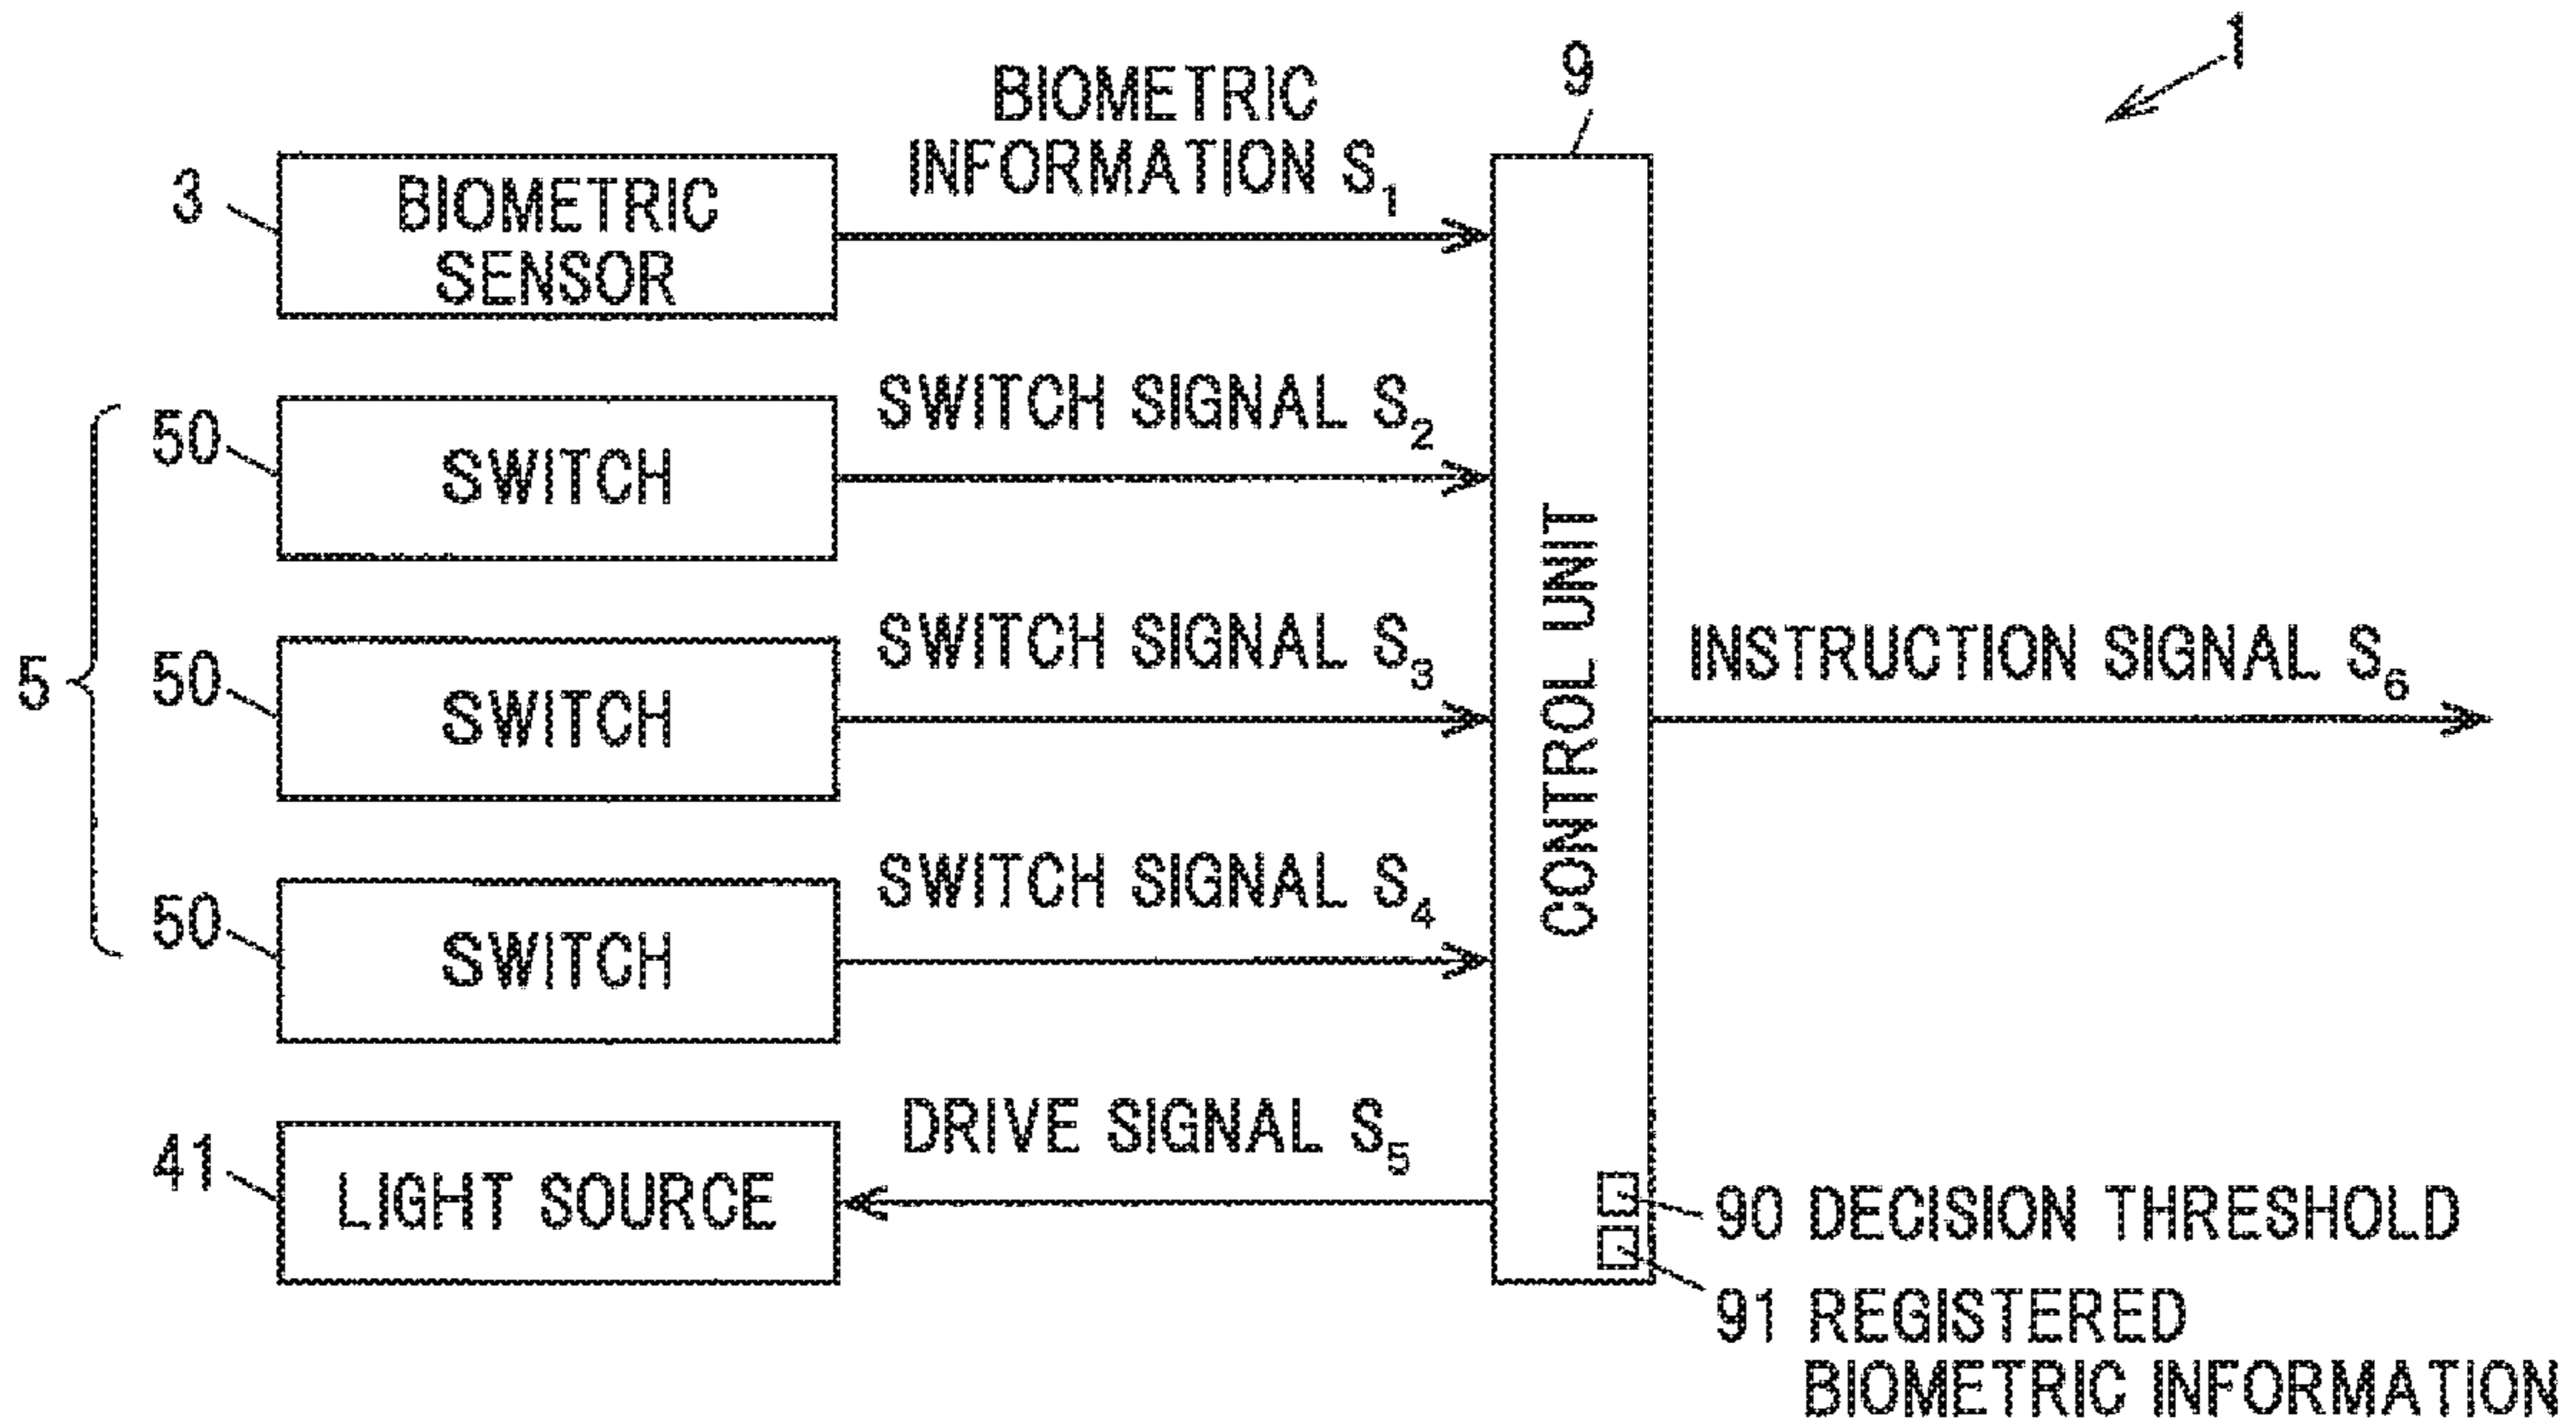 1
9
BIOMETRIC
INFORMATION S1
3
BIOMETRIC
SENSOR
SWITCH SIGNAL S2
50
SWITCH
SWITCH SIGNAL S3
5
50
SWITCH
INSTRUCTION SIGNAL S6
CONTROL UNIT
SWITCH SIGNAL S4
50
SWITCH
DRIVE SIGNAL S5
41
LIGHT SOURCE
90 DECISION THRESHOLD
91 REGISTERED
BIOMETRIC INFORMATION